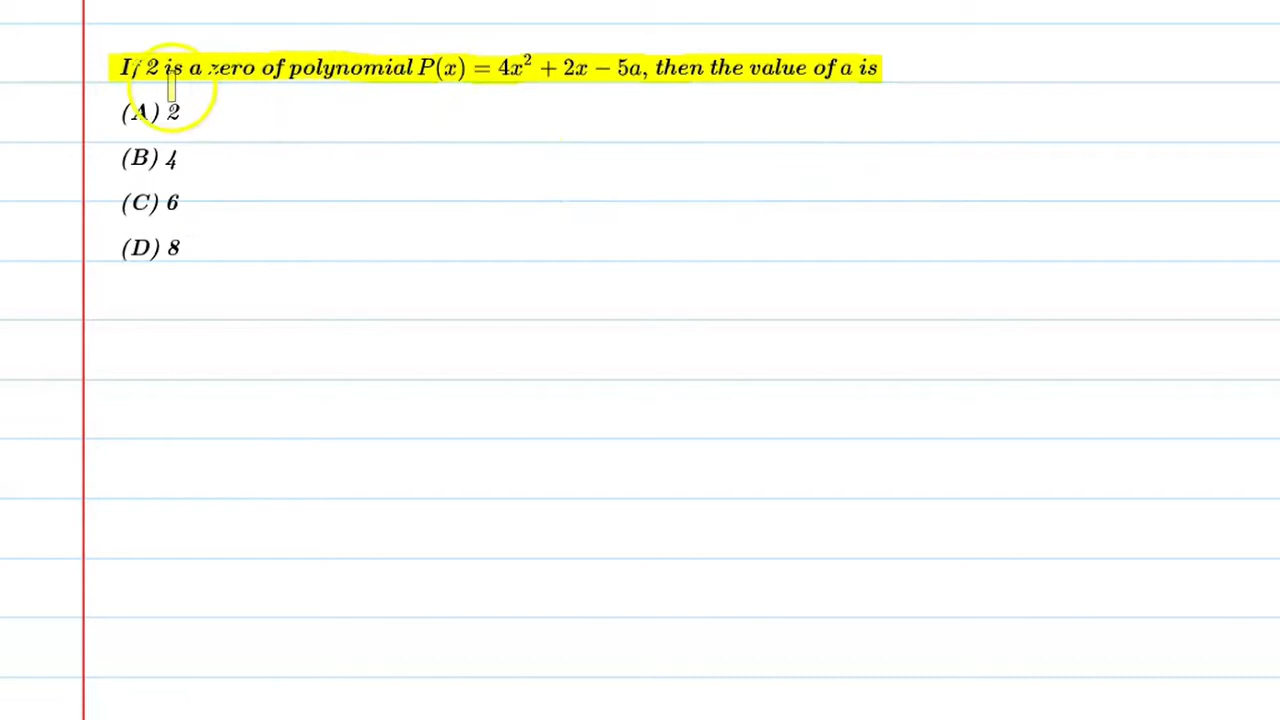 If 2 is a zero of polynomial P(x) = 4x² + 2x − 5a, then the value of a is
(A) 2
(B) 4
(C) 6
(D) 8